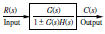 R(s)
Input
G(s)
1 ± G(s)H(s)
C(s)
Output